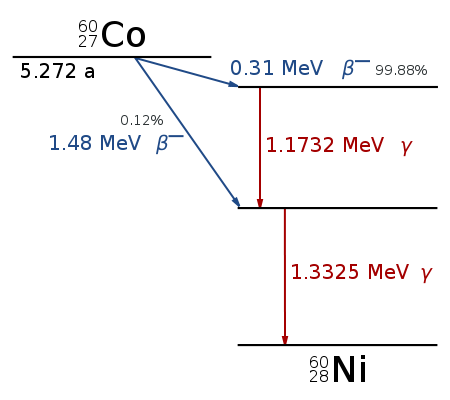 60
27Co
5.272 a
0.31 MeV β− 99.88%
0.12%
1.48 MeV β−
1.1732 MeV γ
1.3325 MeV γ
60
28Ni